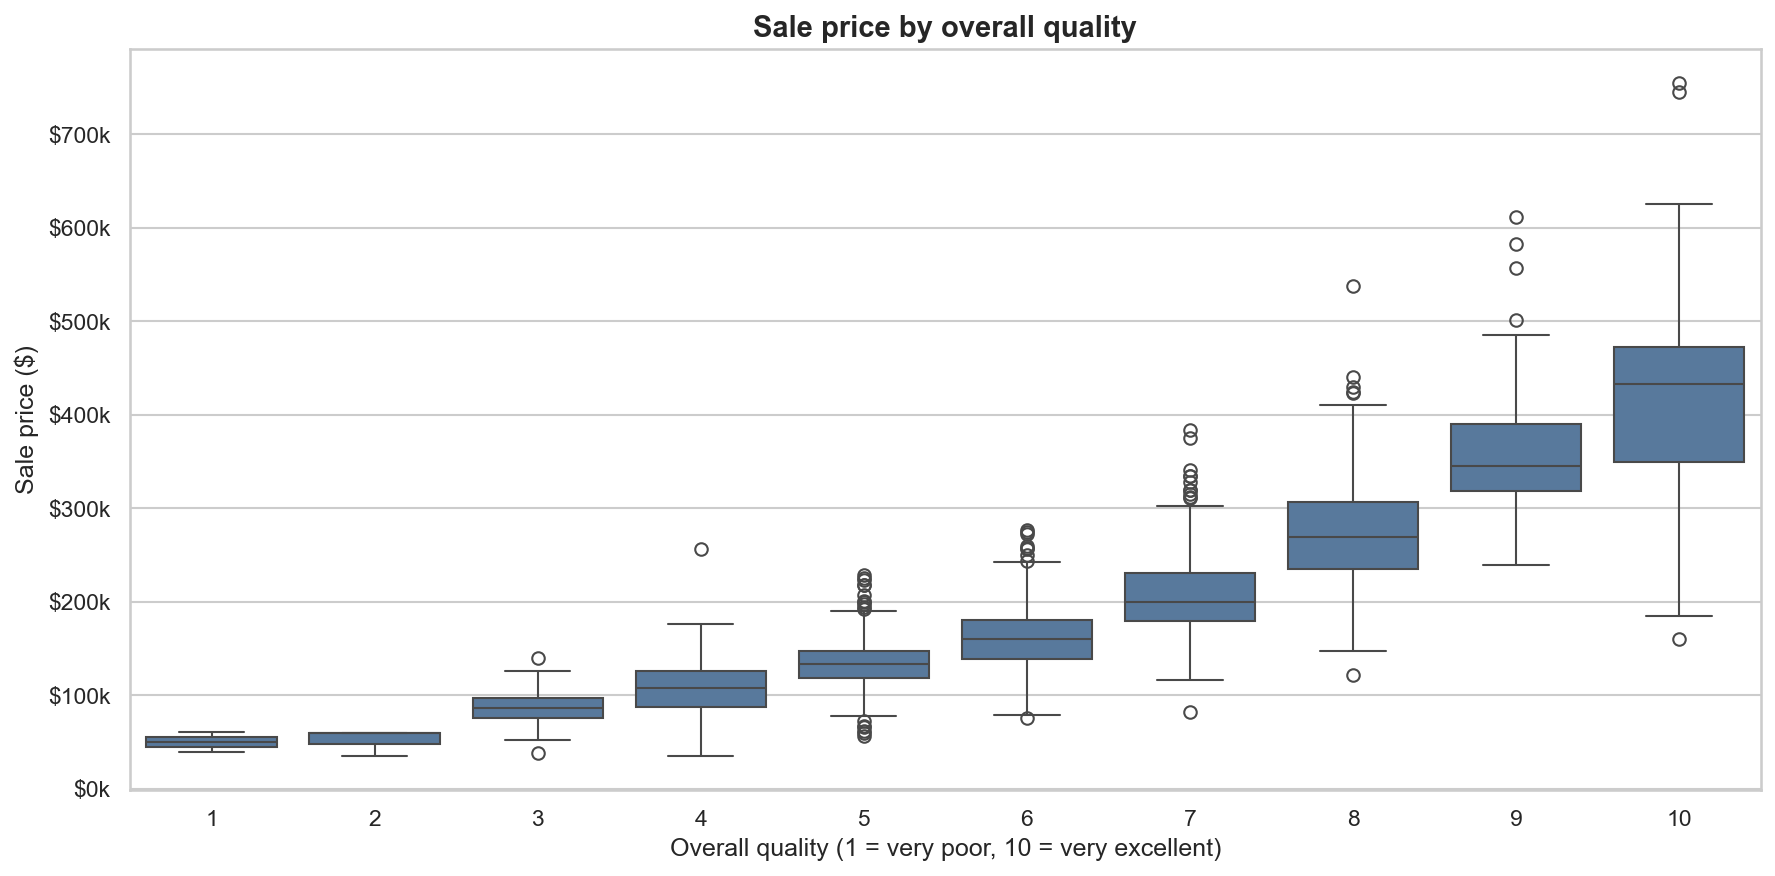 Sale price by overall quality
Sale price ($)
$700k
$600k
$500k
$400k
$300k
$200k
$100k
$0k
1 2 3 4 5 6 7 8 9 10
Overall quality (1 = very poor, 10 = very excellent)